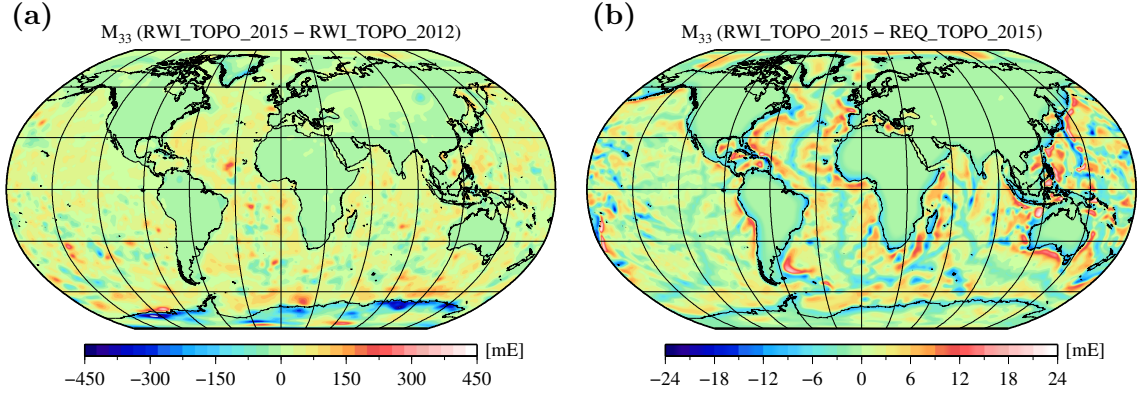 (a)
M₃₃ (RWI_TOPO_2015 − RWI_TOPO_2012)
−450 −300 −150 0 150 300 450
[mE]
(b)
M₃₃ (RWI_TOPO_2015 − REQ_TOPO_2015)
−24 −18 −12 −6 0 6 12 18 24
[mE]